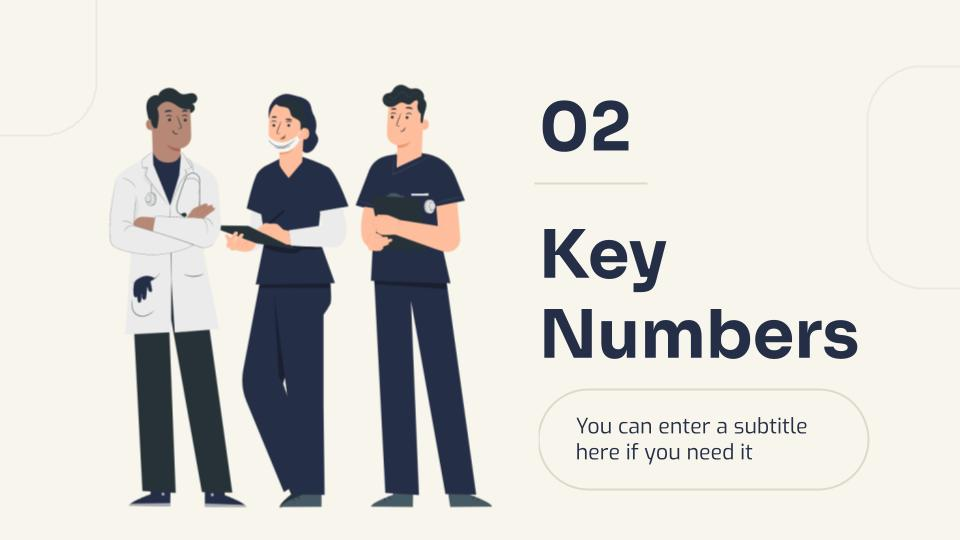 02
Key
Numbers
You can enter a subtitle
here if you need it